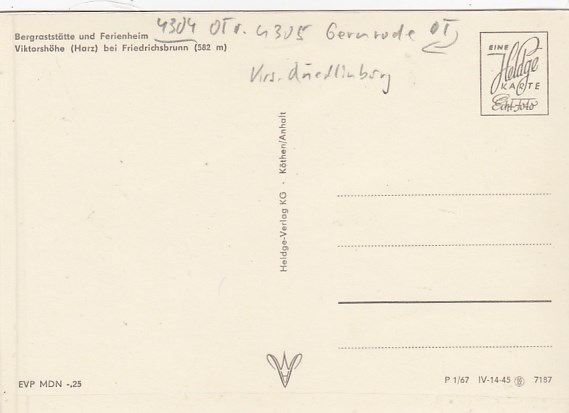 4304 OT v. 4305 Gernrode OT
Krs. Quedlinburg
Bergraststätte und Ferienheim
Viktorshöhe (Harz) bei Friedrichsbrunn (582 m)
EINE
Heldge
KARTE
Echt-Foto
Heldge-Verlag KG · Köthen/Anhalt
EVP MDN -,25
P 1/67 IV-14-45 7187